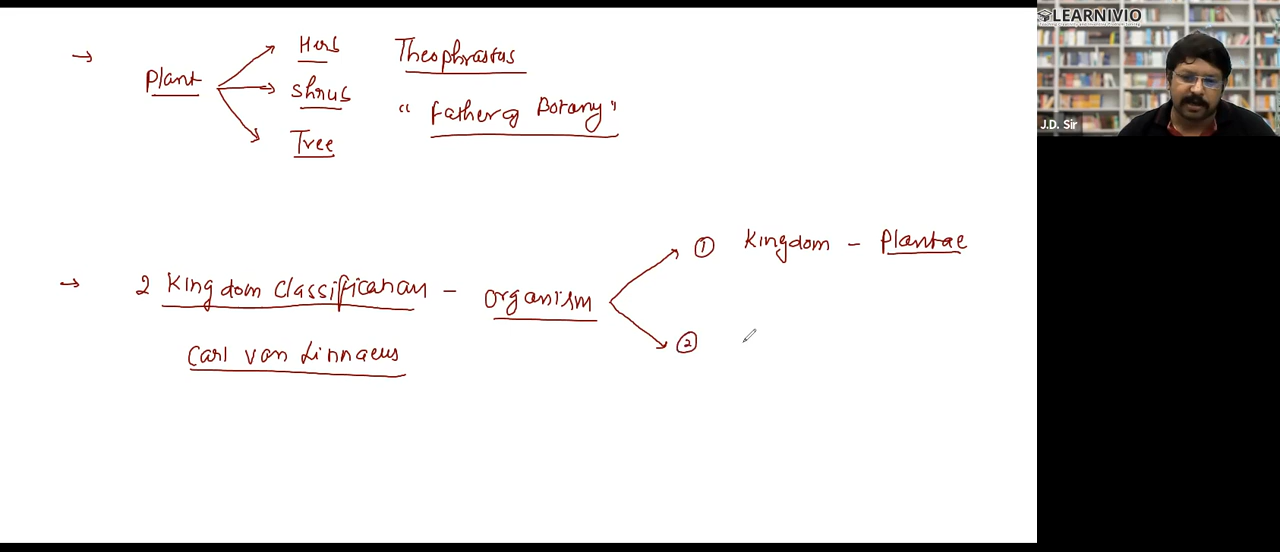 → Plant
Herb
Shrub
Tree
Theophrastus
"Father of Botany"
→ 2 Kingdom Classification - Organism
Carl von Linnaeus
① Kingdom - Plantae
②
LEARNIVIO
J.D. Sir